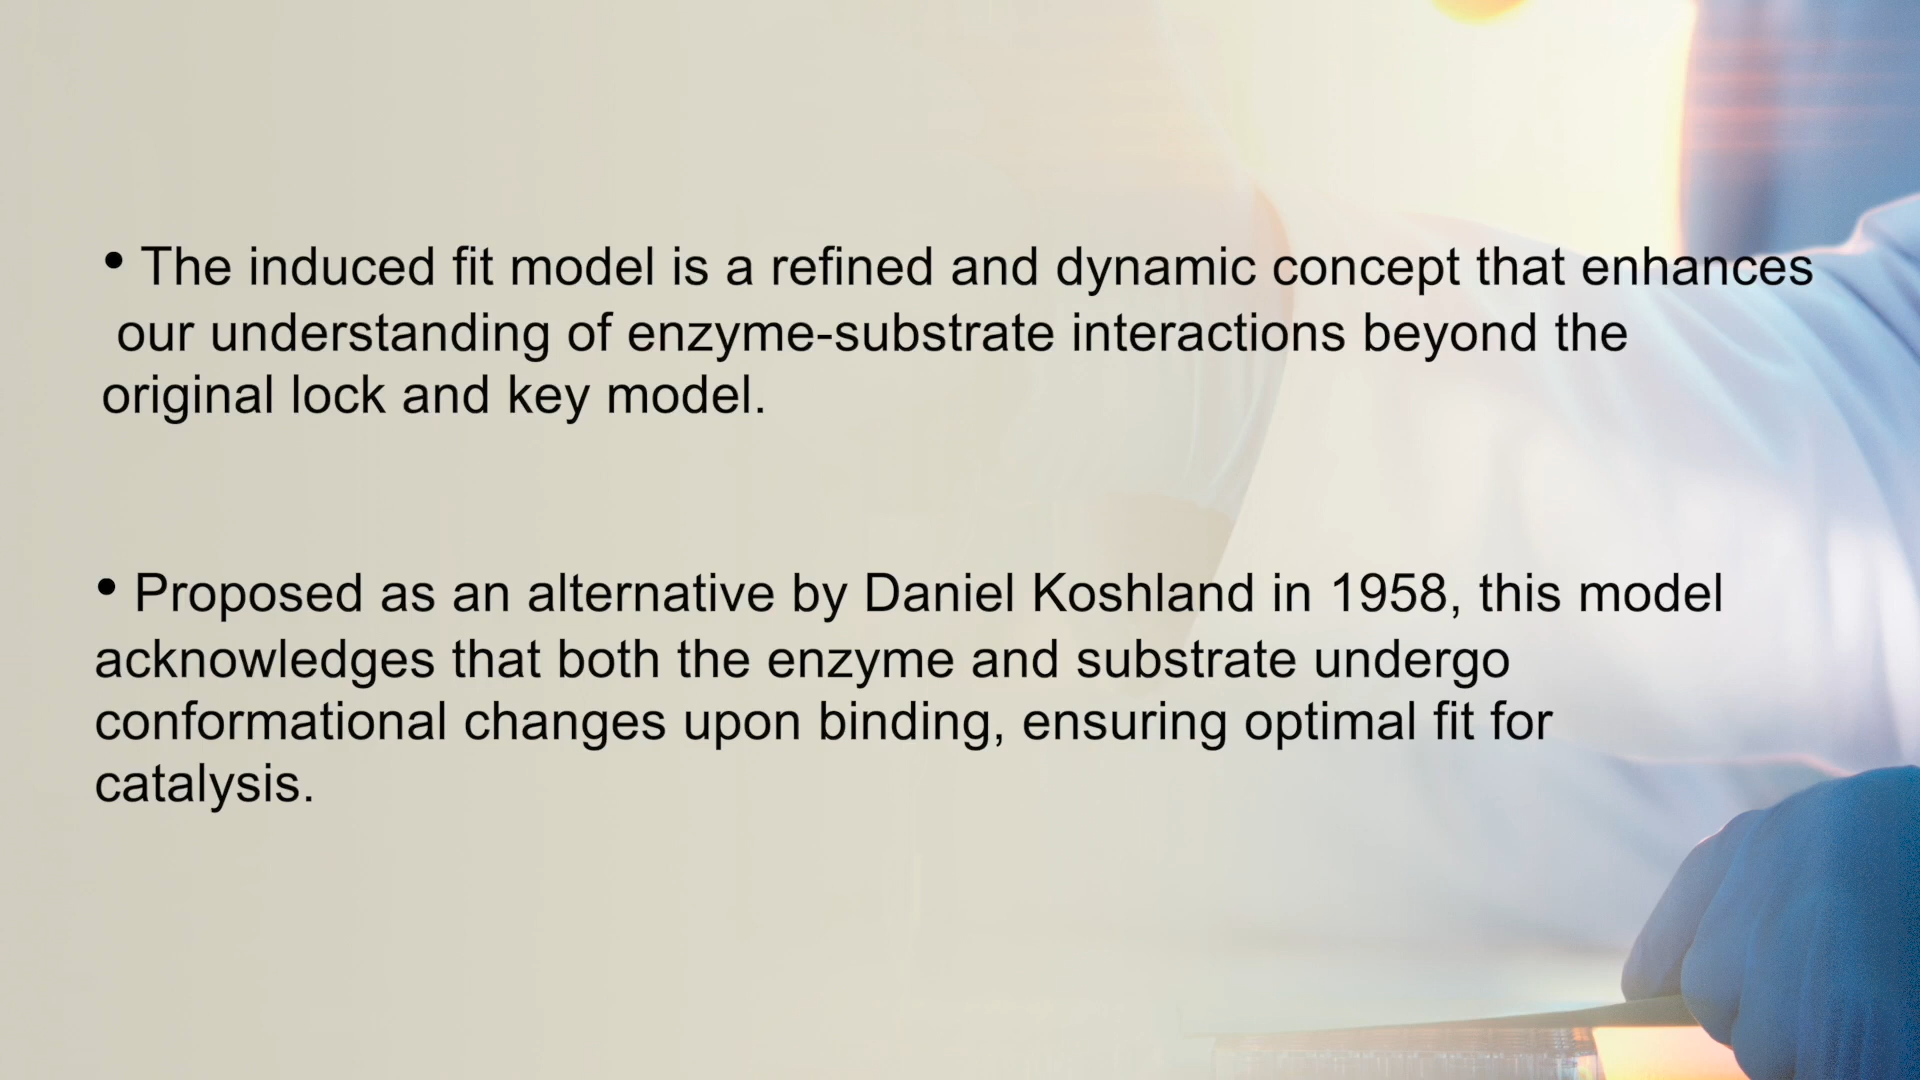 • The induced fit model is a refined and dynamic concept that enhances
our understanding of enzyme-substrate interactions beyond the
original lock and key model.
• Proposed as an alternative by Daniel Koshland in 1958, this model
acknowledges that both the enzyme and substrate undergo
conformational changes upon binding, ensuring optimal fit for
catalysis.